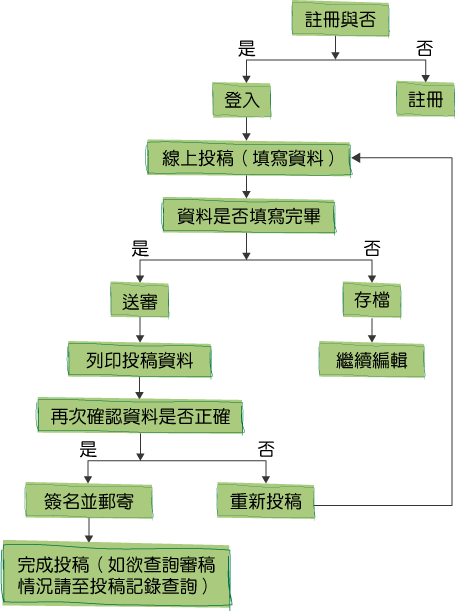 註冊與否
是
否
登入
註冊
線上投稿（填寫資料）
資料是否填寫完畢
是
否
送審
存檔
列印投稿資料
繼續編輯
再次確認資料是否正確
是
否
簽名並郵寄
重新投稿
完成投稿（如欲查詢審稿
情況請至投稿記錄查詢）